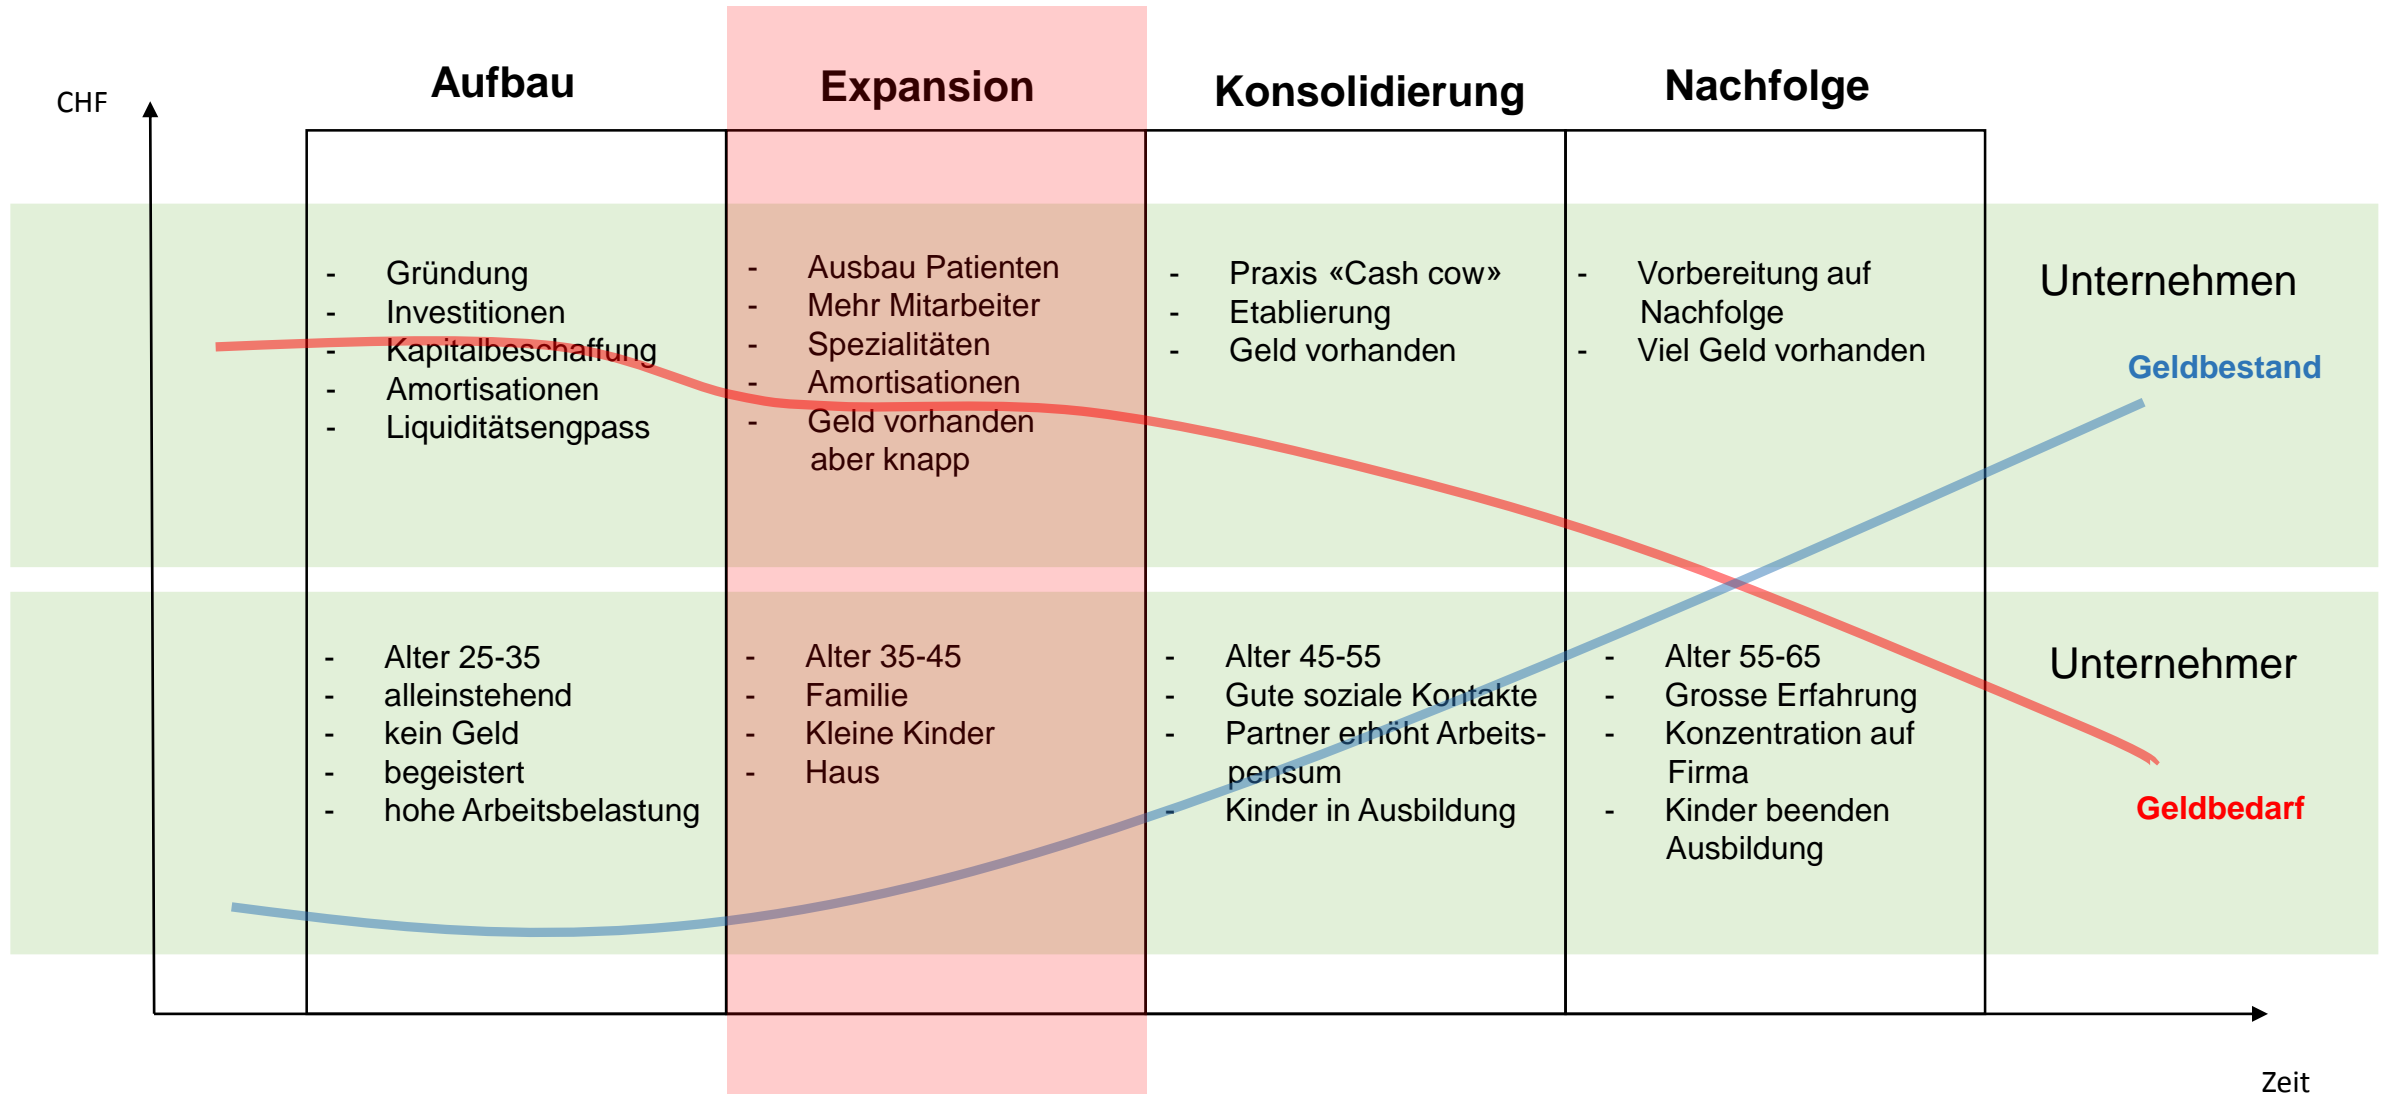 CHF
Aufbau
Expansion
Konsolidierung
Nachfolge
- Gründung
- Investitionen
- Kapitalbeschaffung
- Amortisationen
- Liquiditätsengpass
- Ausbau Patienten
- Mehr Mitarbeiter
- Spezialitäten
- Amortisationen
- Geld vorhanden
aber knapp
- Praxis «Cash cow»
- Etablierung
- Geld vorhanden
- Vorbereitung auf
Nachfolge
- Viel Geld vorhanden
Unternehmen
Geldbestand
- Alter 25-35
- alleinstehend
- kein Geld
- begeistert
- hohe Arbeitsbelastung
- Alter 35-45
- Familie
- Kleine Kinder
- Haus
- Alter 45-55
- Gute soziale Kontakte
- Partner erhöht Arbeits-
pensum
- Kinder in Ausbildung
- Alter 55-65
- Grosse Erfahrung
- Konzentration auf
Firma
- Kinder beenden
Ausbildung
Unternehmer
Geldbedarf
Zeit